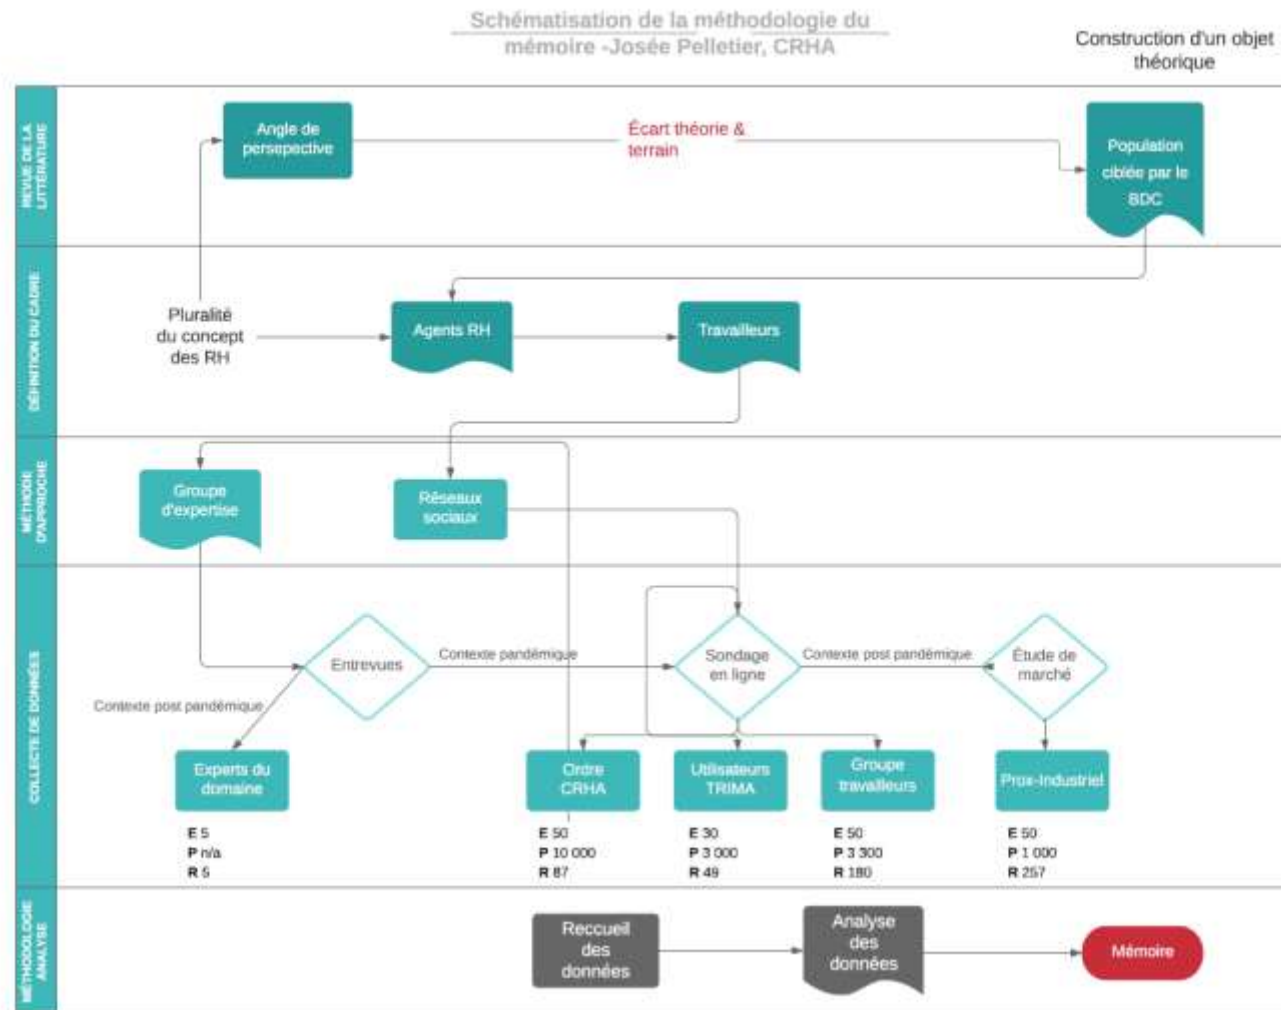 Schématisation de la méthodologie du
mémoire -Josée Pelletier, CRHA
Construction d'un objet
théorique
REVUE DE LA
LITTÉRATURE
Angle de
persepective
Écart théorie &
terrain
Population
ciblée par le
BDC
DÉFINITION DU CADRE
Pluralité
du concept
des RH
Agents RH
Travailleurs
MÉTHODE
D'APPROCHE
Groupe
d'expertise
Réseaux
sociaux
COLLECTE DE DONNÉES
Entrevues
Contexte pandémique
Sondage
en ligne
Contexte post pandémique
Étude de
marché
Contexte post pandémique
Experts du
domaine
Ordre
CRHA
Utilisateurs
TRIMA
Groupe
travailleurs
Prox-Industriel
E 5
P n/a
R 5
E 50
P 10 000
R 87
E 30
P 3 000
R 49
E 50
P 3 300
R 180
E 50
P 1 000
R 257
MÉTHODOLOGIE
ANALYSE
Reccueil
des
données
Analyse
des
données
Mémoire